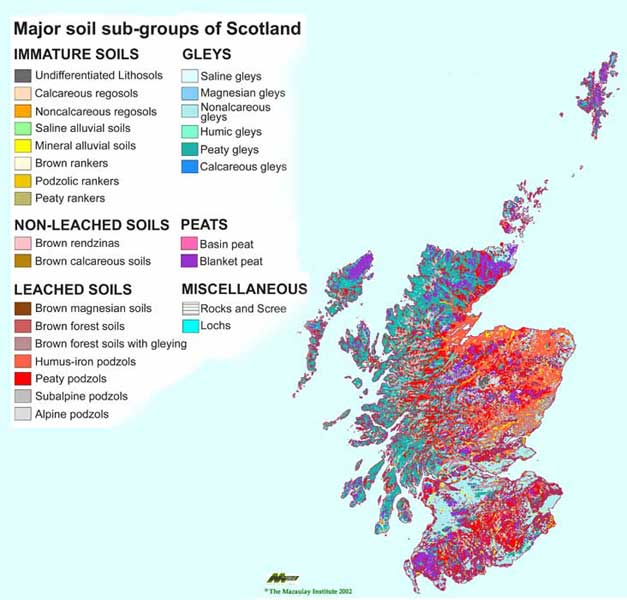 Major soil sub-groups of Scotland
IMMATURE SOILS
Undifferentiated Lithosols
Calcareous regosols
Noncalcareous regosols
Saline alluvial soils
Mineral alluvial soils
Brown rankers
Podzolic rankers
Peaty rankers
NON-LEACHED SOILS
Brown rendzinas
Brown calcareous soils
LEACHED SOILS
Brown magnesian soils
Brown forest soils
Brown forest soils with gleying
Humus-iron podzols
Peaty podzols
Subalpine podzols
Alpine podzols
GLEYS
Saline gleys
Magnesian gleys
Nonalcareous
gleys
Humic gleys
Peaty gleys
Calcareous gleys
PEATS
Basin peat
Blanket peat
MISCELLANEOUS
Rocks and Scree
Lochs
© The Macaulay Institute 2002